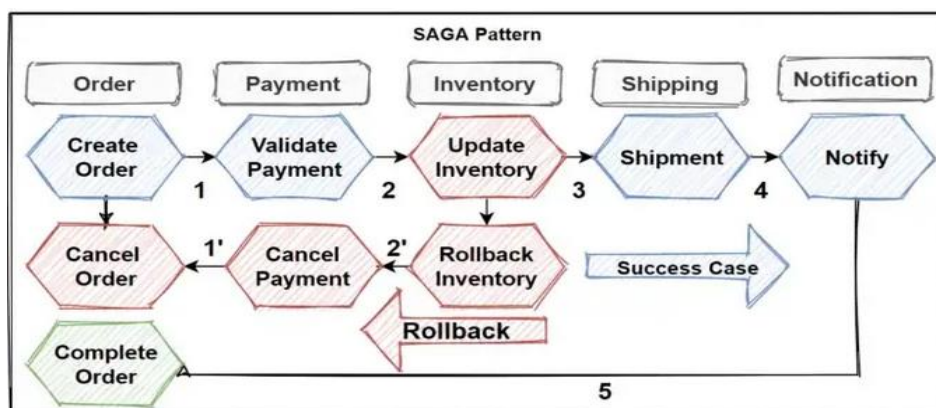 SAGA Pattern
Order
Payment
Inventory
Shipping
Notification
Create
Order
1
Validate
Payment
2
Update
Inventory
3
Shipment
4
Notify
Cancel
Order
1'
Cancel
Payment
2'
Rollback
Inventory
Success Case
Rollback
Complete
Order
5